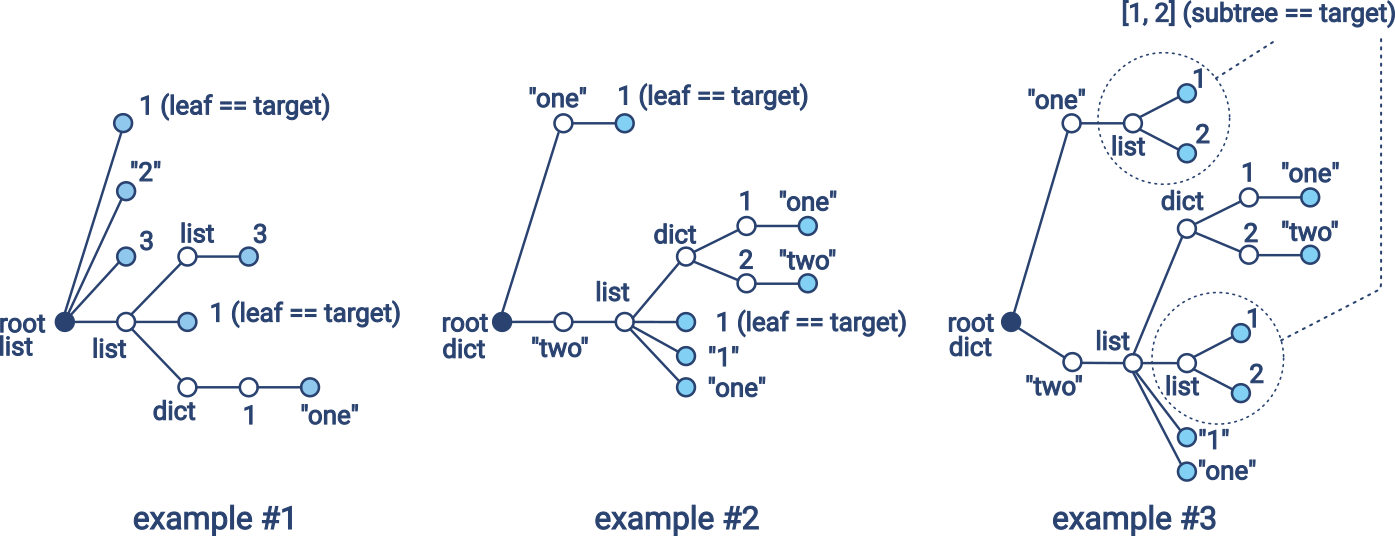 1 (leaf == target)
"2"
3
list
3
1 (leaf == target)
root
list
list
dict
1
"one"
example #1
"one"
1 (leaf == target)
1
"one"
dict
2
"two"
list
root
dict
"two"
1 (leaf == target)
"1"
"one"
example #2
[1, 2] (subtree == target)
"one"
1
2
list
1
"one"
dict
2
"two"
root
dict
list
1
"two"
list
2
"1"
"one"
example #3